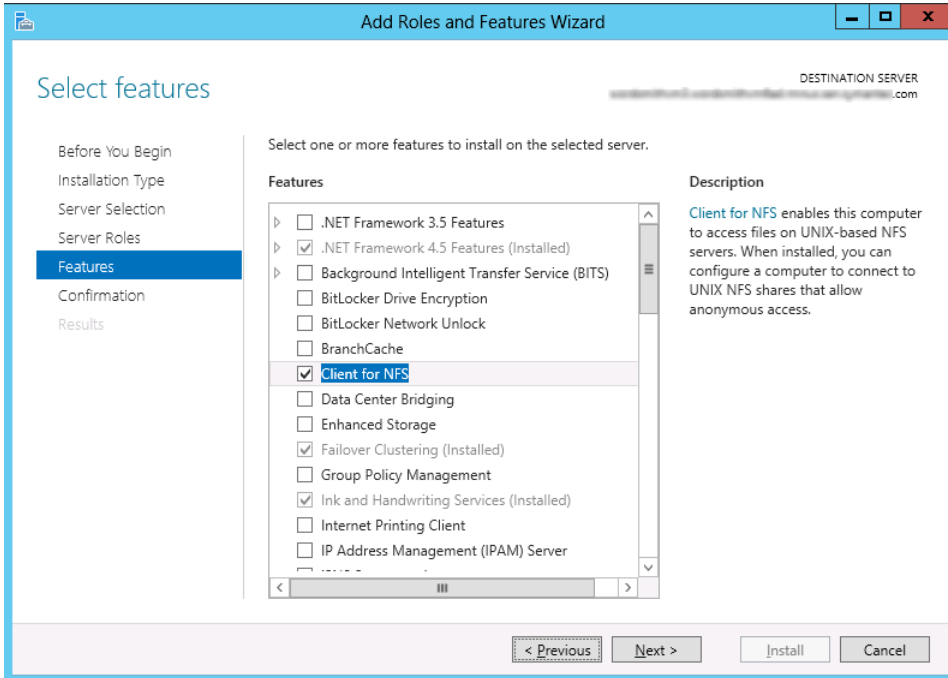 Add Roles and Features Wizard
Select features
DESTINATION SERVER
.com
Before You Begin
Installation Type
Server Selection
Server Roles
Features
Confirmation
Results
Select one or more features to install on the selected server.
Features
.NET Framework 3.5 Features
.NET Framework 4.5 Features (Installed)
Background Intelligent Transfer Service (BITS)
BitLocker Drive Encryption
BitLocker Network Unlock
BranchCache
Client for NFS
Data Center Bridging
Enhanced Storage
Failover Clustering (Installed)
Group Policy Management
Ink and Handwriting Services (Installed)
Internet Printing Client
IP Address Management (IPAM) Server
Description
Client for NFS enables this computer
to access files on UNIX-based NFS
servers. When installed, you can
configure a computer to connect to
UNIX NFS shares that allow
anonymous access.
< Previous
Next >
Install
Cancel